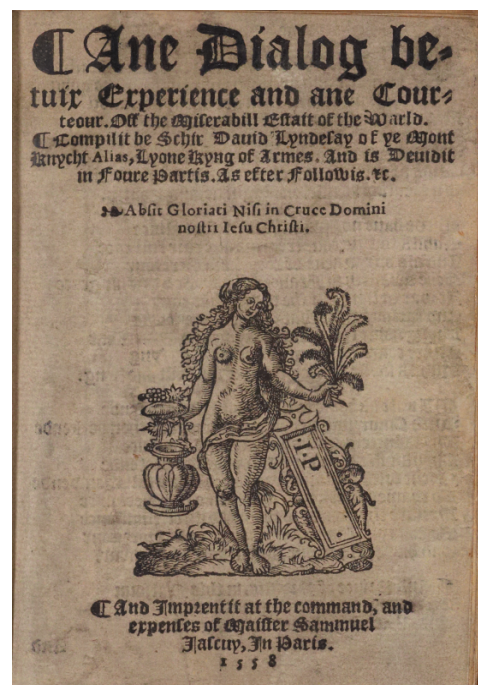 ¶ Ane Dialog be-
tuix Experience and ane Cour-
teour. Off the Miserabill Estait of the Warld.
¶ Compilit be Schir Dauid Lyndesay of ye Mont
Knycht Alias, Lyone Kyng of Armes. And is Deuidit
in Foure Partis. As efter Followis. &c.
❧ Absit Gloriari Nisi in Cruce Domini
nostri Iesu Christi.
I.P
¶ And Imprentit at the command, and
expenses of Maister Sammuel
Jascuy, In Paris.
1558